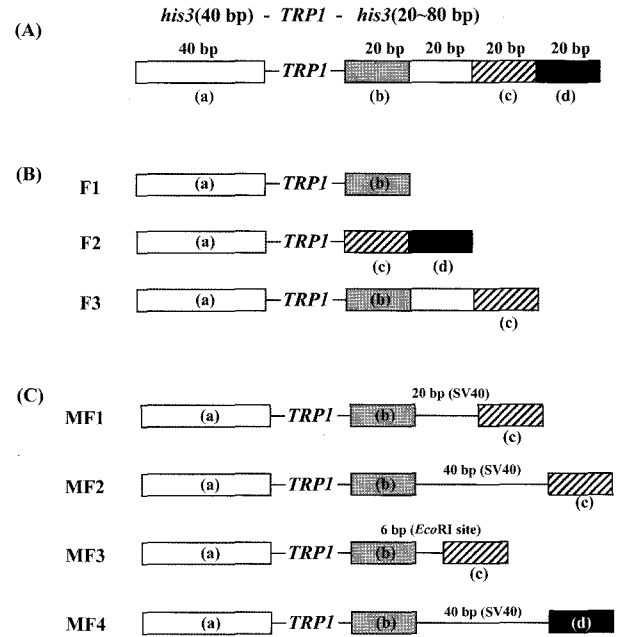 his3(40 bp) - TRP1 - his3(20~80 bp)
(A)
40 bp 20 bp 20 bp 20 bp 20 bp
TRP1
(a) (b) (c) (d)
(B)
F1 (a) TRP1 (b)
F2 (a) TRP1
(c) (d)
F3 (a) TRP1 (b)
(c)
(C)
20 bp (SV40)
MF1 (a) TRP1 (b)
(c)
40 bp (SV40)
MF2 (a) TRP1 (b)
(c)
6 bp (EcoRI site)
MF3 (a) TRP1 (b)
(c)
40 bp (SV40)
MF4 (a) TRP1 (b) (d)